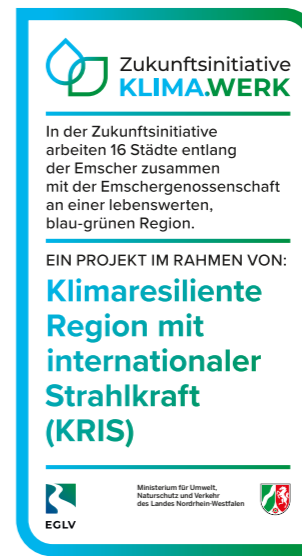 Zukunftsinitiative
KLIMA.WERK
In der Zukunftsinitiative
arbeiten 16 Städte entlang
der Emscher zusammen
mit der Emschergenossenschaft
an einer lebenswerten,
blau-grünen Region.
EIN PROJEKT IM RAHMEN VON:
Klimaresiliente
Region mit
internationaler
Strahlkraft
(KRIS)
EGLV
Ministerium für Umwelt,
Naturschutz und Verkehr
des Landes Nordrhein-Westfalen